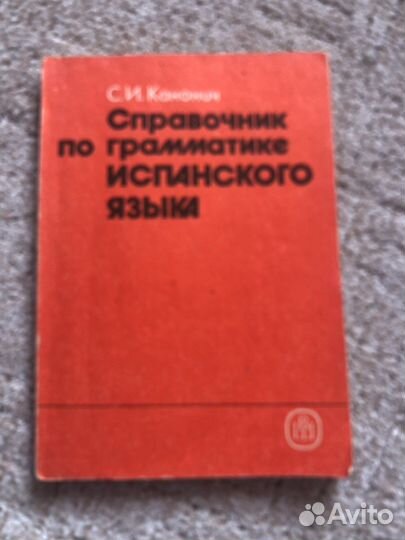 С.И. Канонич
Справочник
по грамматике
ИСПАНСКОГО
ЯЗЫКА
Avito